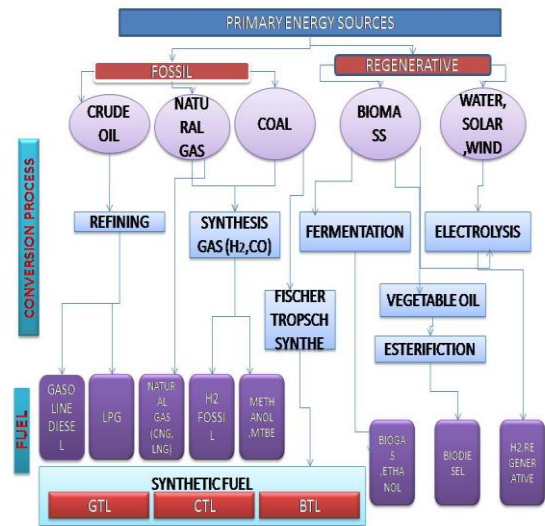 PRIMARY ENERGY SOURCES
FOSSIL
REGENERATIVE
CRUDE
OIL
NATU
RAL
GAS
COAL
BIOMA
SS
WATER,
SOLAR
,WIND
CONVERSION PROCESS
REFINING
SYNTHESIS
GAS (H2,CO)
FERMENTATION
ELECTROLYSIS
FISCHER
TROPSCH
SYNTHE
VEGETABLE OIL
ESTERIFICTION
FUEL
GASO
LINE
DIESE
L
LPG
NATUR
AL GAS
(CNG,
LNG)
H2
FOSSI
L
METH
ANOL
,MTBE
BIOGA
S
,ETHA
NOL
BIODIE
SEL
H2,RE
GENER
ATIVE
SYNTHETIC FUEL
GTL
CTL
BTL